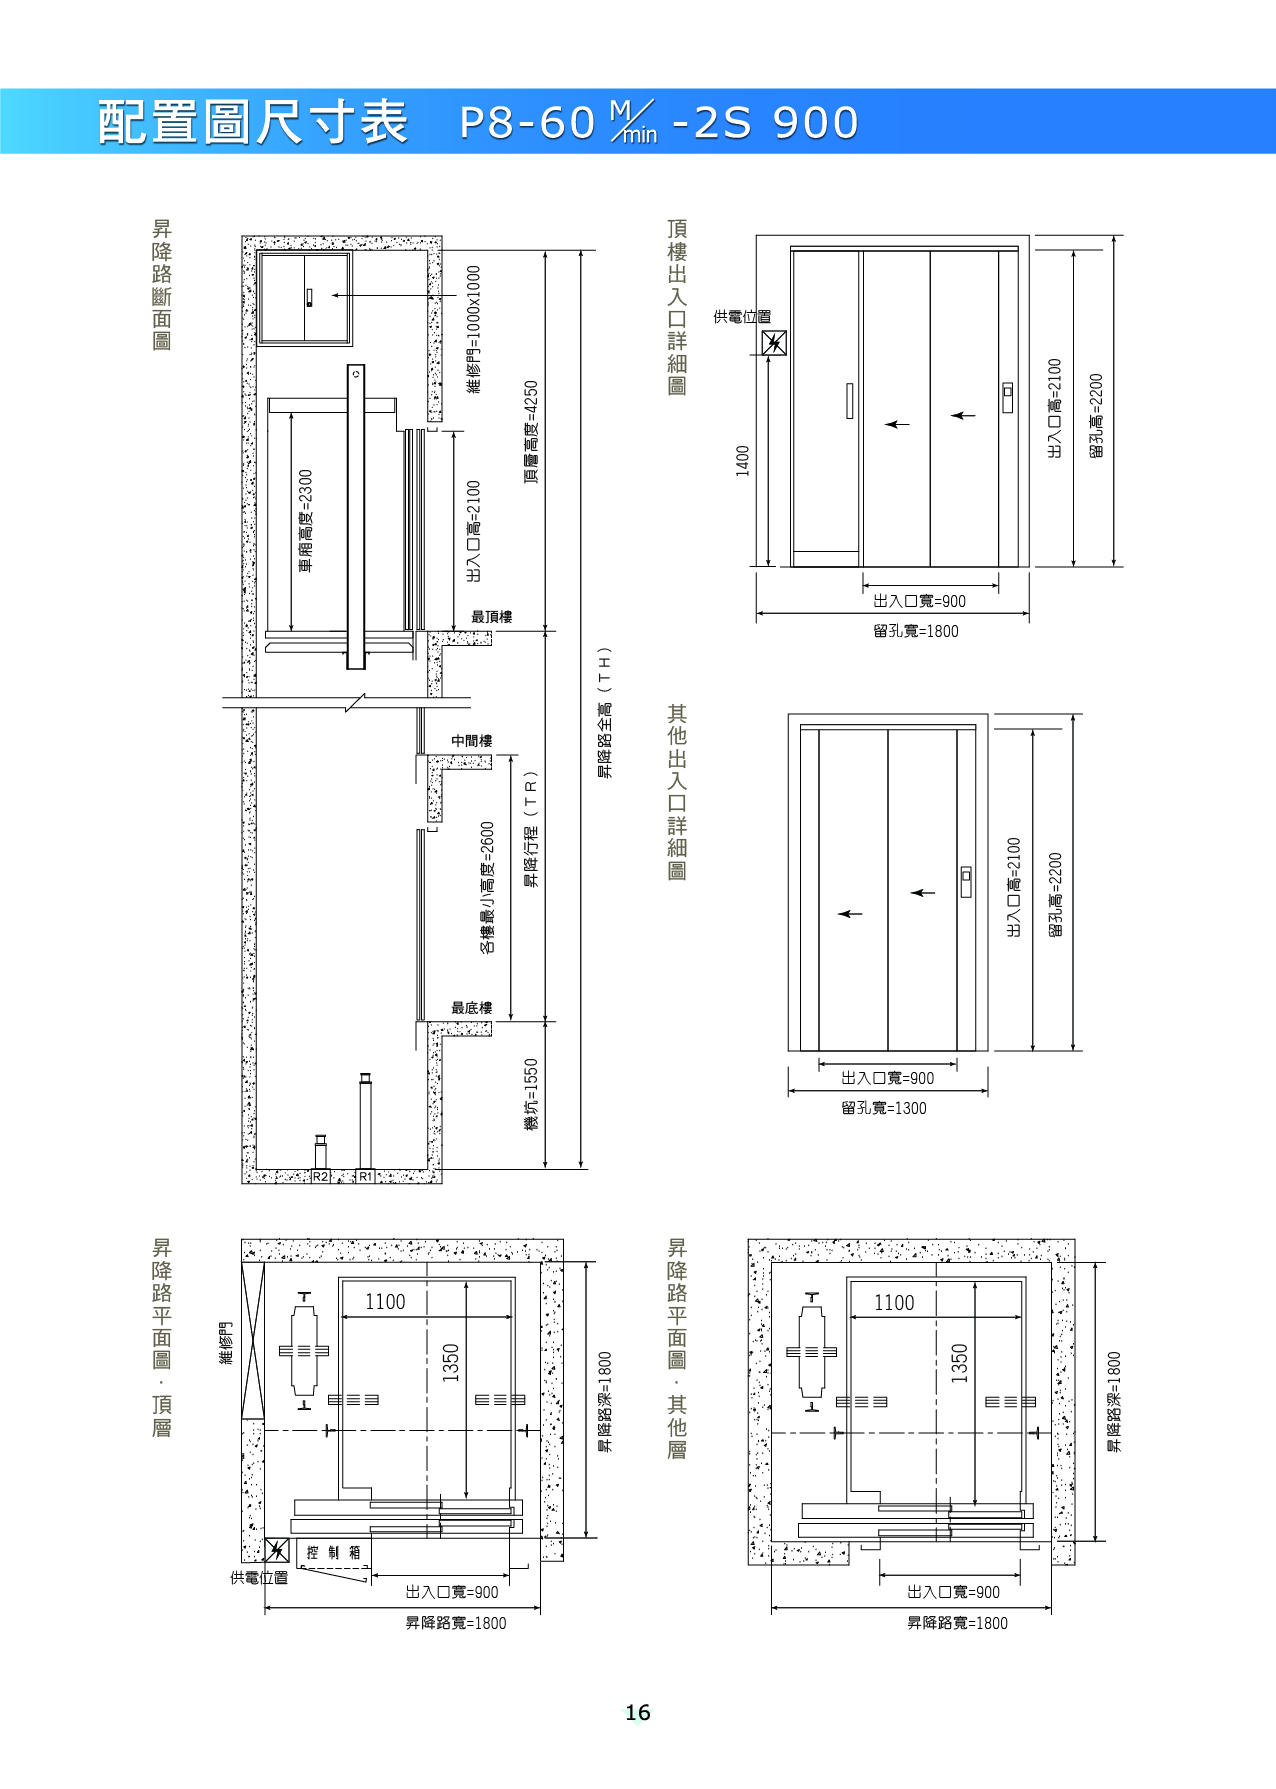 配置圖尺寸表 P8-60 M/min -2S 900
昇降路斷面圖
維修門=1000x1000
頂層高度=4250
車廂高度=2300
出入口高=2100
最頂樓
昇降路全高（ＴＨ）
中間樓
昇降行程（ＴＲ）
各樓最小高度=2600
最底樓
機坑=1550
R2
R1
頂樓出入口詳細圖
供電位置
1400
出入口高=2100
留孔高=2200
出入口寬=900
留孔寬=1800
其他出入口詳細圖
出入口高=2100
留孔高=2200
出入口寬=900
留孔寬=1300
昇降路平面圖·頂層
維修門
1100
1350
昇降路深=1800
控制箱
供電位置
出入口寬=900
昇降路寬=1800
昇降路平面圖·其他層
1100
1350
昇降路深=1800
出入口寬=900
昇降路寬=1800
16